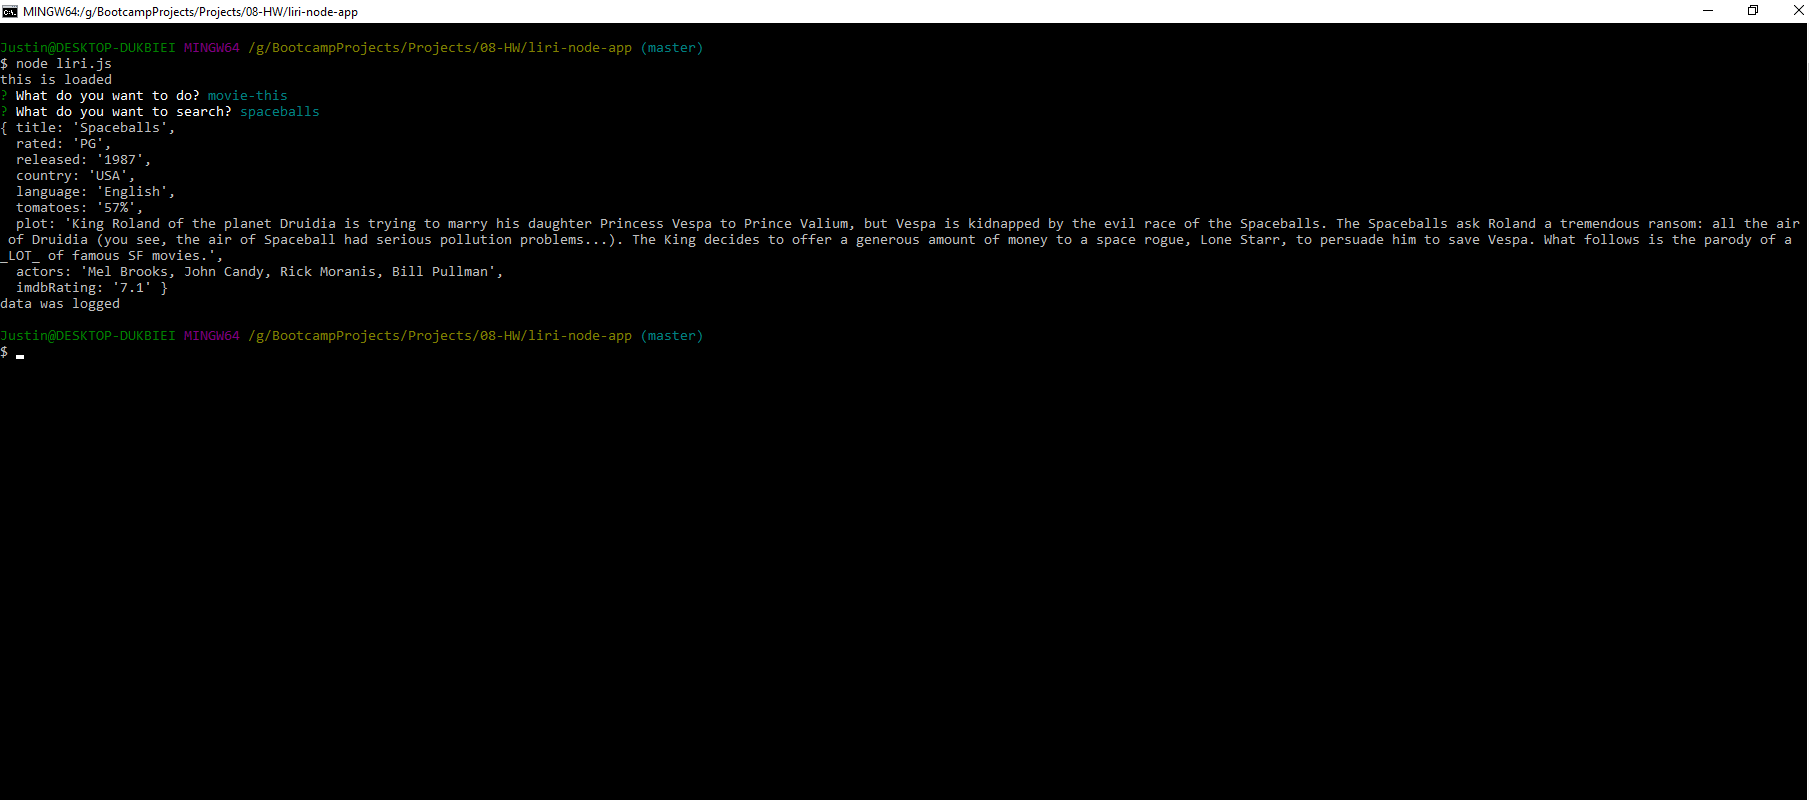 MINGW64:/g/BootcampProjects/Projects/08-HW/liri-node-app
Justin@DESKTOP-DUKBIEI MINGW64 /g/BootcampProjects/Projects/08-HW/liri-node-app (master)
$ node liri.js
this is loaded
? What do you want to do? movie-this
? What do you want to search? spaceballs
{ title: 'Spaceballs',
  rated: 'PG',
  released: '1987',
  country: 'USA',
  language: 'English',
  tomatoes: '57%',
  plot: 'King Roland of the planet Druidia is trying to marry his daughter Princess Vespa to Prince Valium, but Vespa is kidnapped by the evil race of the Spaceballs. The Spaceballs ask Roland a tremendous ransom: all the air
 of Druidia (you see, the air of Spaceball had serious pollution problems...). The King decides to offer a generous amount of money to a space rogue, Lone Starr, to persuade him to save Vespa. What follows is the parody of a
_LOT_ of famous SF movies.',
  actors: 'Mel Brooks, John Candy, Rick Moranis, Bill Pullman',
  imdbRating: '7.1' }
data was logged
Justin@DESKTOP-DUKBIEI MINGW64 /g/BootcampProjects/Projects/08-HW/liri-node-app (master)
$